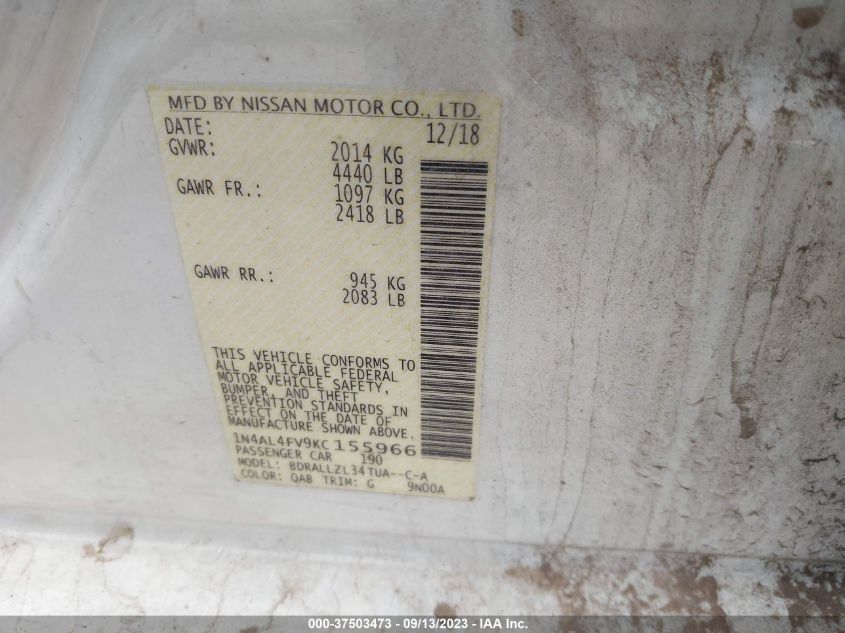 MFD BY NISSAN MOTOR CO., LTD.
DATE: 12/18
GVWR: 2014 KG
4440 LB
GAWR FR.: 1097 KG
2418 LB
GAWR RR.: 945 KG
2083 LB
THIS VEHICLE CONFORMS TO
ALL APPLICABLE FEDERAL
MOTOR VEHICLE SAFETY,
BUMPER, AND THEFT
PREVENTION STANDARDS IN
EFFECT ON THE DATE OF
MANUFACTURE SHOWN ABOVE.
1N4AL4FV9KC155966
PASSENGER CAR 190
MODEL: BDRALLZL34TUA--C-A
COLOR: QAB TRIM: G 9N00A
000-37503473 - 09/13/2023 - IAA Inc.